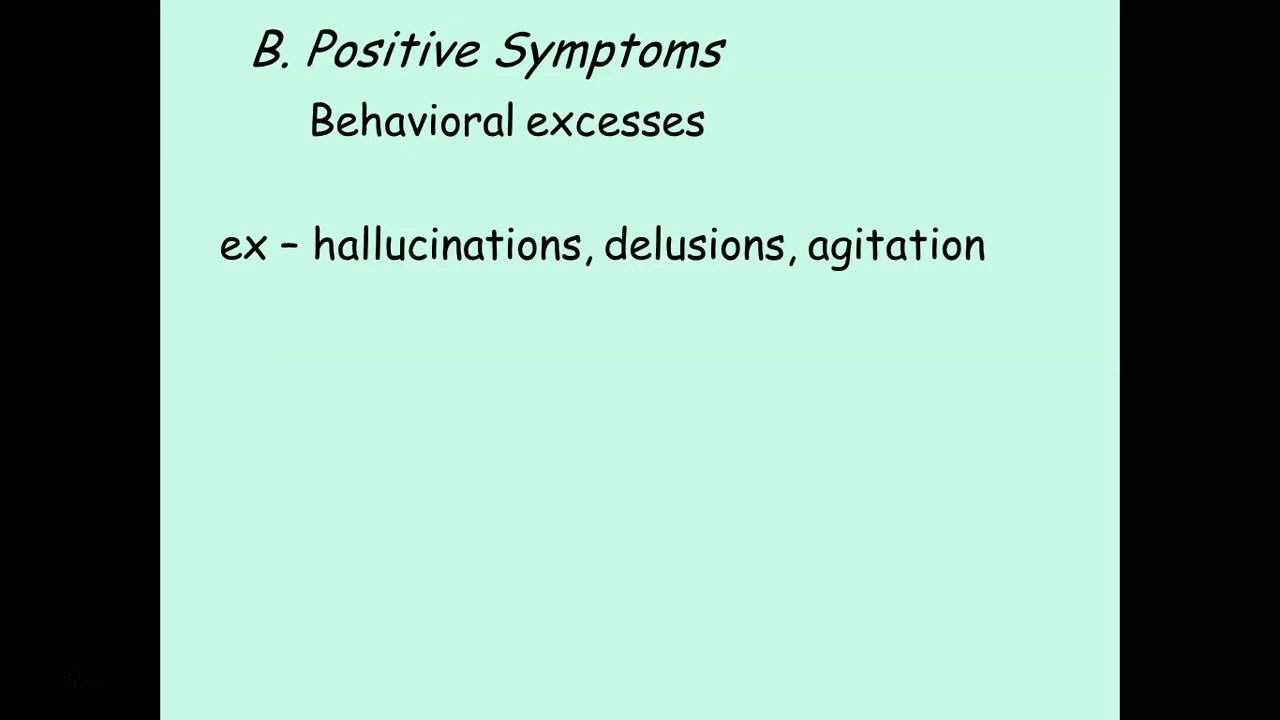 B. Positive Symptoms
Behavioral excesses
ex – hallucinations, delusions, agitation